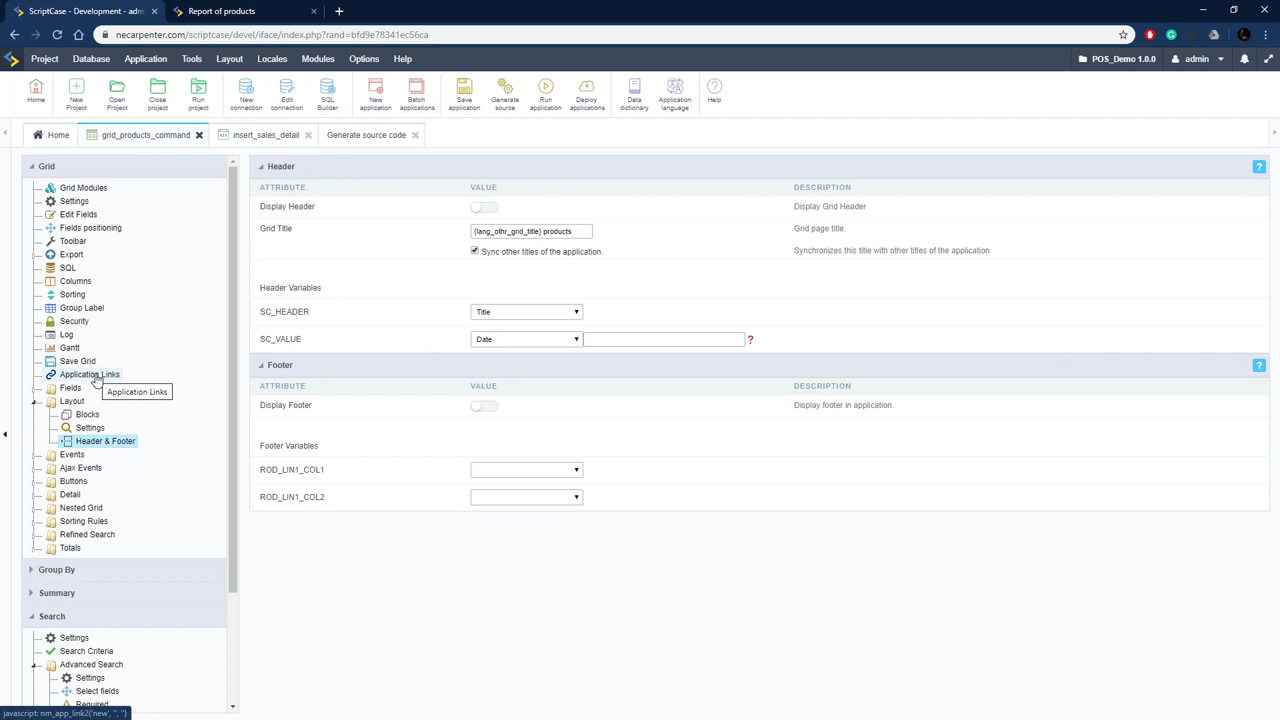 ScriptCase - Development - adm
Report of products
necarpenter.com/scriptcase/devel/iface/index.php?rand=bfd9e78341ec56ca
Project Database Application Tools Layout Locales Modules Options Help
POS_Demo 1.0.0 admin
Home New Project Open Project Close project Run project New connection Edit connection SQL Builder New application Batch applications Save application Generate source Run application Deploy applications Data dictionary Application language Help
Home grid_products_command insert_sales_detail Generate source code
Grid
Grid Modules
Settings
Edit Fields
Fields positioning
Toolbar
Export
SQL
Columns
Sorting
Group Label
Security
Log
Gantt
Save Grid
Application Links
Application Links
Fields
Layout
Blocks
Settings
Header & Footer
Events
Ajax Events
Buttons
Detail
Nested Grid
Sorting Rules
Refined Search
Totals
Group By
Summary
Search
Settings
Search Criteria
Advanced Search
Settings
Select fields
Required
javascript: nm_app_link2('new', '', '')
Header ?
ATTRIBUTE VALUE DESCRIPTION
Display Header Display Grid Header
Grid Title {lang_othr_grid_title} products Grid page title.
Sync other titles of the application. Synchronizes this title with other titles of the application.
Header Variables
SC_HEADER Title
SC_VALUE Date ?
Footer ?
ATTRIBUTE VALUE DESCRIPTION
Display Footer Display footer in application.
Footer Variables
ROD_LIN1_COL1
ROD_LIN1_COL2